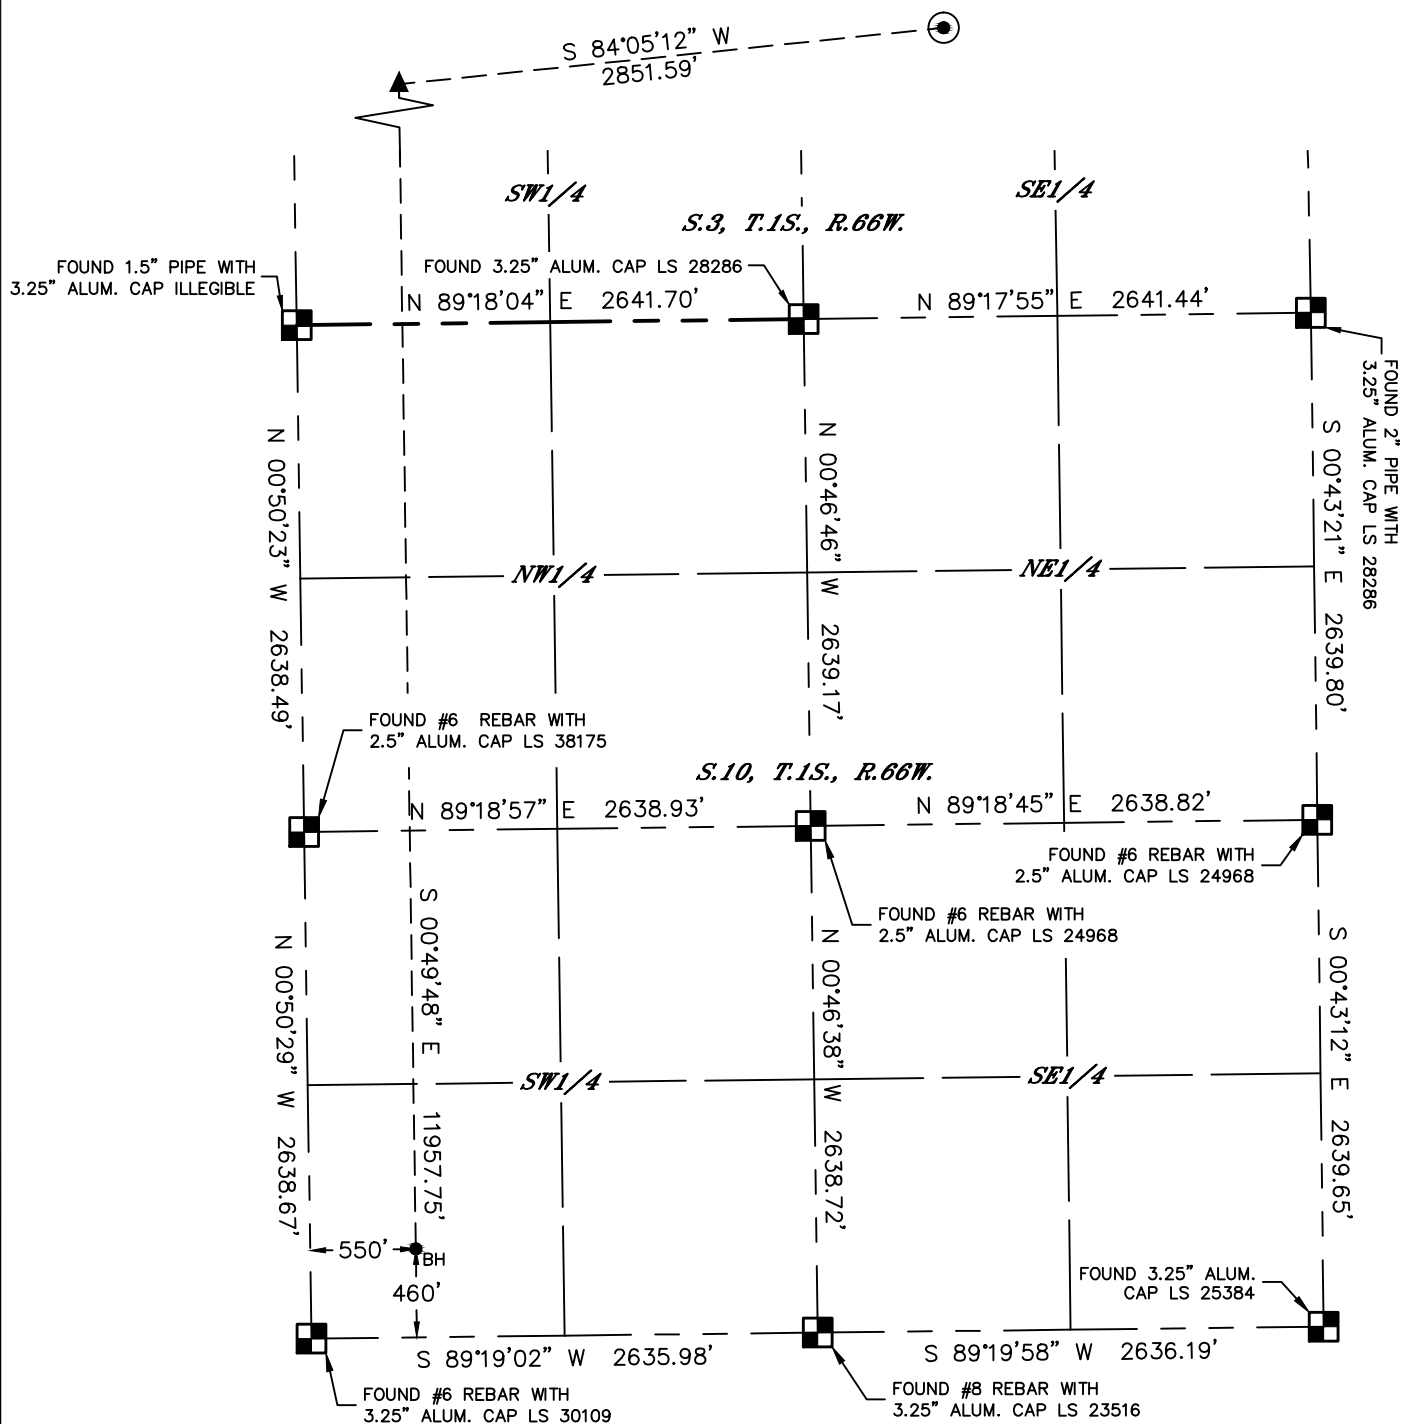 S 84°05'12" W
2851.59'
SW1/4
SE1/4
S.3, T.1S., R.66W.
FOUND 1.5" PIPE WITH
3.25" ALUM. CAP ILLEGIBLE
FOUND 3.25" ALUM. CAP LS 28286
N 89°18'04" E 2641.70'
N 89°17'55" E 2641.44'
FOUND 2" PIPE WITH
3.25" ALUM. CAP LS 28286
N 00°50'23" W 2638.49'
N 00°46'46" W 2639.17'
S 00°43'21" E 2639.80'
NW1/4
NE1/4
FOUND #6 REBAR WITH
2.5" ALUM. CAP LS 38175
S.10, T.1S., R.66W.
N 89°18'57" E 2638.93'
N 89°18'45" E 2638.82'
FOUND #6 REBAR WITH
2.5" ALUM. CAP LS 24968
FOUND #6 REBAR WITH
2.5" ALUM. CAP LS 24968
N 00°50'29" W 2638.67'
S 00°49'48" E 11957.75'
N 00°46'38" W 2638.72'
S 00°43'12" E 2639.65'
SW1/4
SE1/4
550'
BH
460'
FOUND 3.25" ALUM.
CAP LS 25384
S 89°19'02" W 2635.98'
S 89°19'58" W 2636.19'
FOUND #6 REBAR WITH
3.25" ALUM. CAP LS 30109
FOUND #8 REBAR WITH
3.25" ALUM. CAP LS 23516